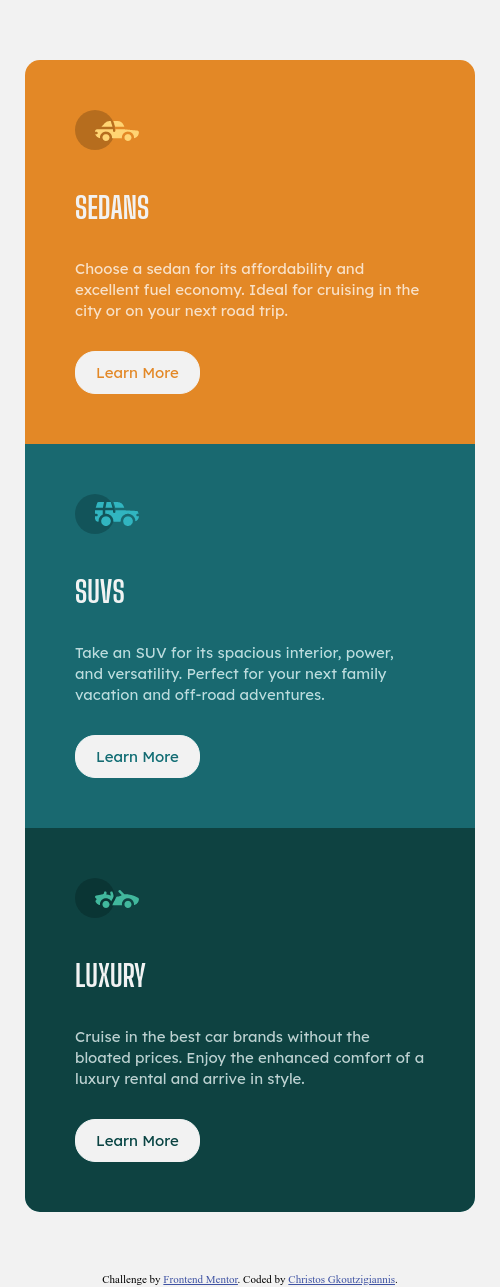 SEDANS
Choose a sedan for its affordability and
excellent fuel economy. Ideal for cruising in the
city or on your next road trip.
Learn More
SUVS
Take an SUV for its spacious interior, power,
and versatility. Perfect for your next family
vacation and off-road adventures.
Learn More
LUXURY
Cruise in the best car brands without the
bloated prices. Enjoy the enhanced comfort of a
luxury rental and arrive in style.
Learn More
Challenge by Frontend Mentor. Coded by Christos Gkoutzigiannis.